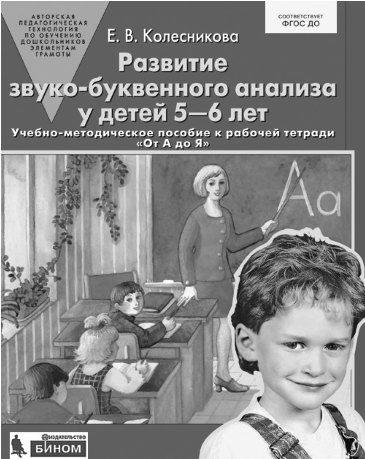 АВТОРСКАЯ
ПЕДАГОГИЧЕСКАЯ
ТЕХНОЛОГИЯ
ПО ОБУЧЕНИЮ
ДОШКОЛЬНИКОВ
ЭЛЕМЕНТАМ
ГРАМОТЫ
СООТВЕТСТВУЕТ
ФГОС ДО
Е. В. Колесникова
Развитие
звуко-буквенного анализа
у детей 5—6 лет
Учебно-методическое пособие к рабочей тетради
«От А до Я»
Аа
издательство
БИНОМ